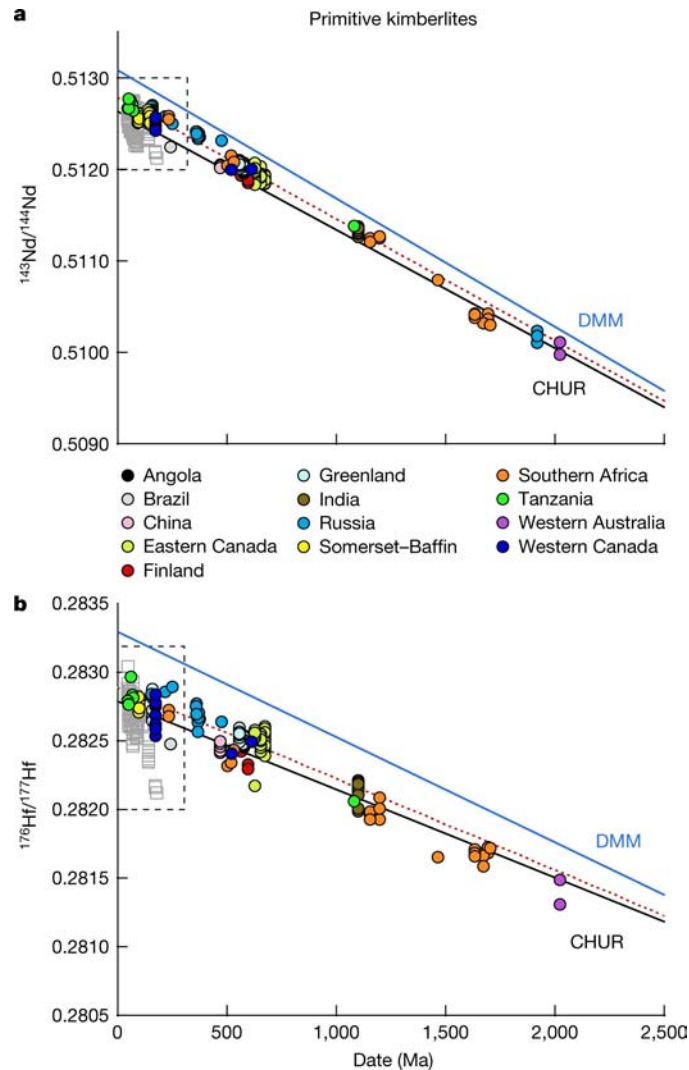 a
Primitive kimberlites
0.5130
0.5120
0.5110
0.5100
0.5090
143Nd/144Nd
DMM
CHUR
Angola
Greenland
Southern Africa
Brazil
India
Tanzania
China
Russia
Western Australia
Eastern Canada
Somerset–Baffin
Western Canada
Finland
b
0.2835
0.2830
0.2825
0.2820
0.2815
0.2810
0.2805
176Hf/177Hf
DMM
CHUR
0 500 1,000 1,500 2,000 2,500
Date (Ma)